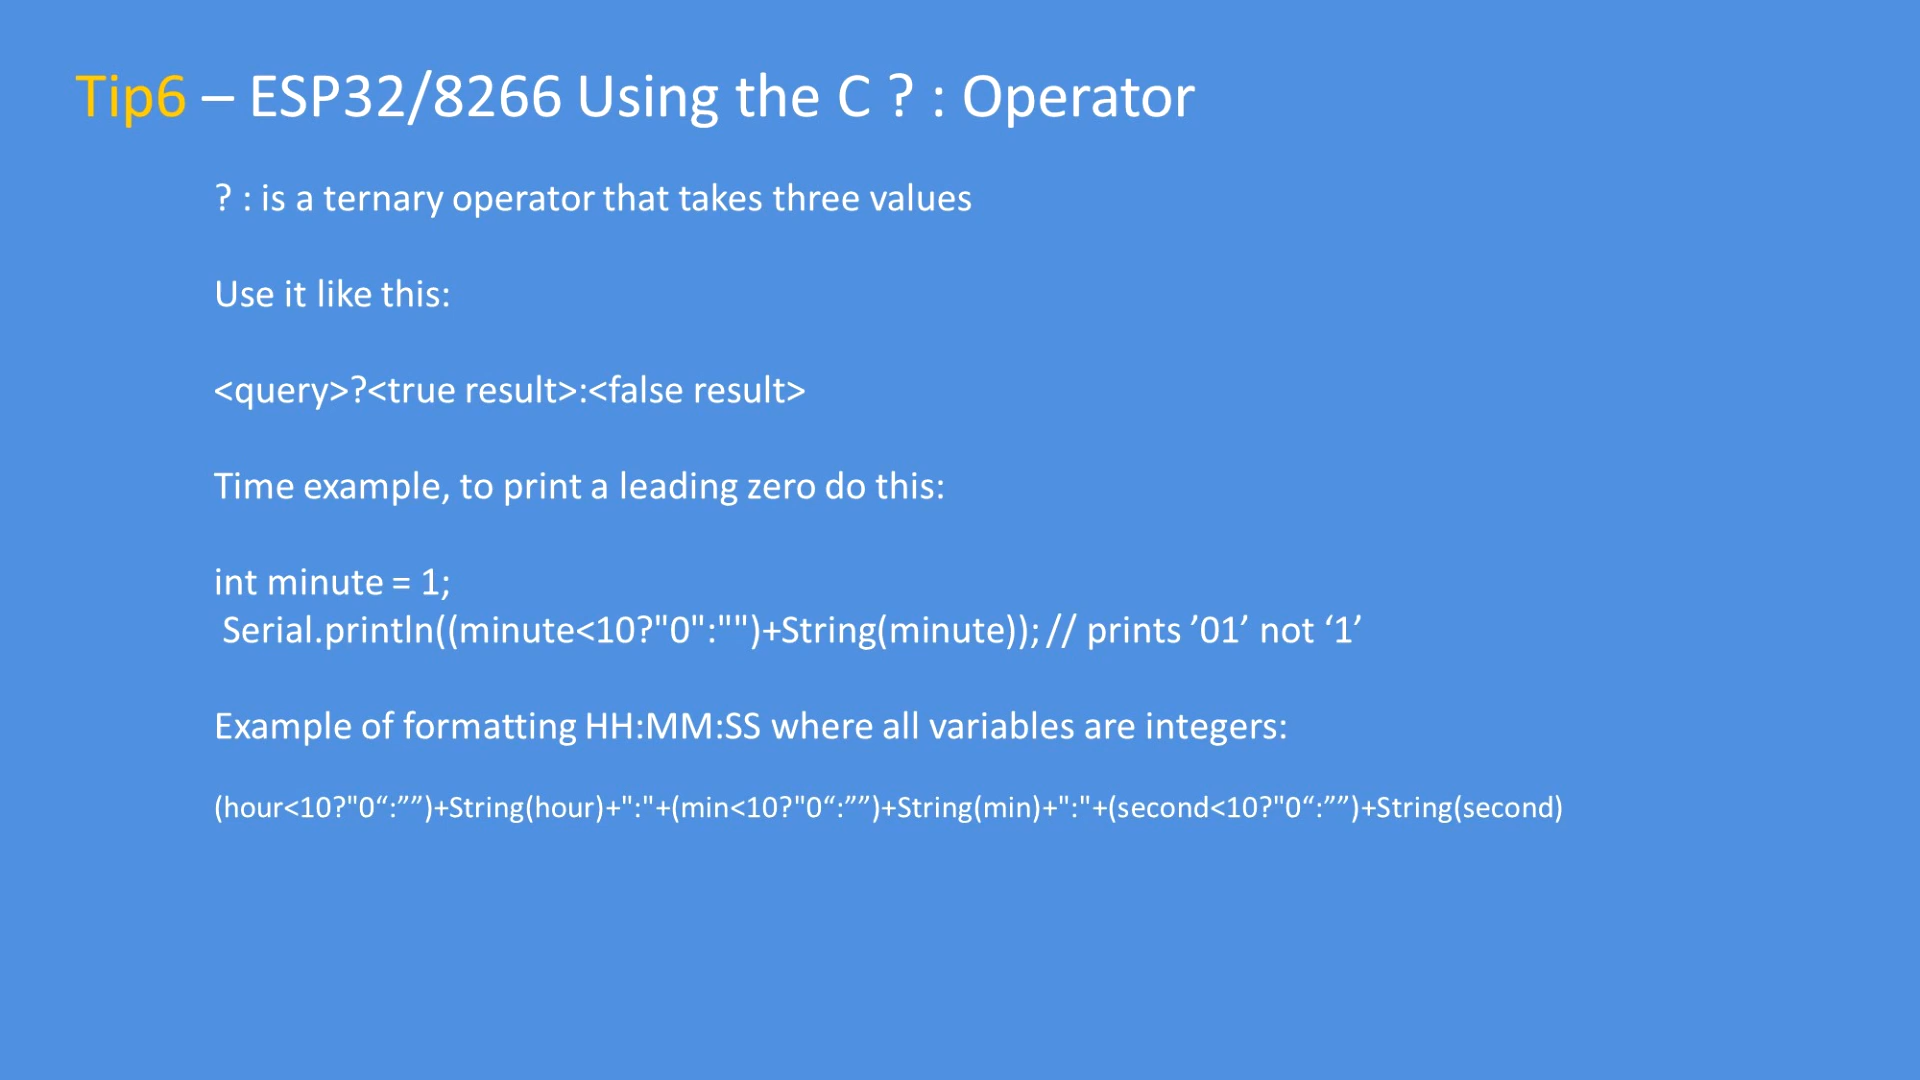 Tip6 – ESP32/8266 Using the C ? : Operator
? : is a ternary operator that takes three values
Use it like this:
<query>?<true result>:<false result>
Time example, to print a leading zero do this:
int minute = 1;
Serial.println((minute<10?"0":"")+String(minute)); // prints ’01’ not ‘1’
Example of formatting HH:MM:SS where all variables are integers:
(hour<10?"0“:””)+String(hour)+":"+(min<10?"0“:””)+String(min)+":"+(second<10?"0“:””)+String(second)